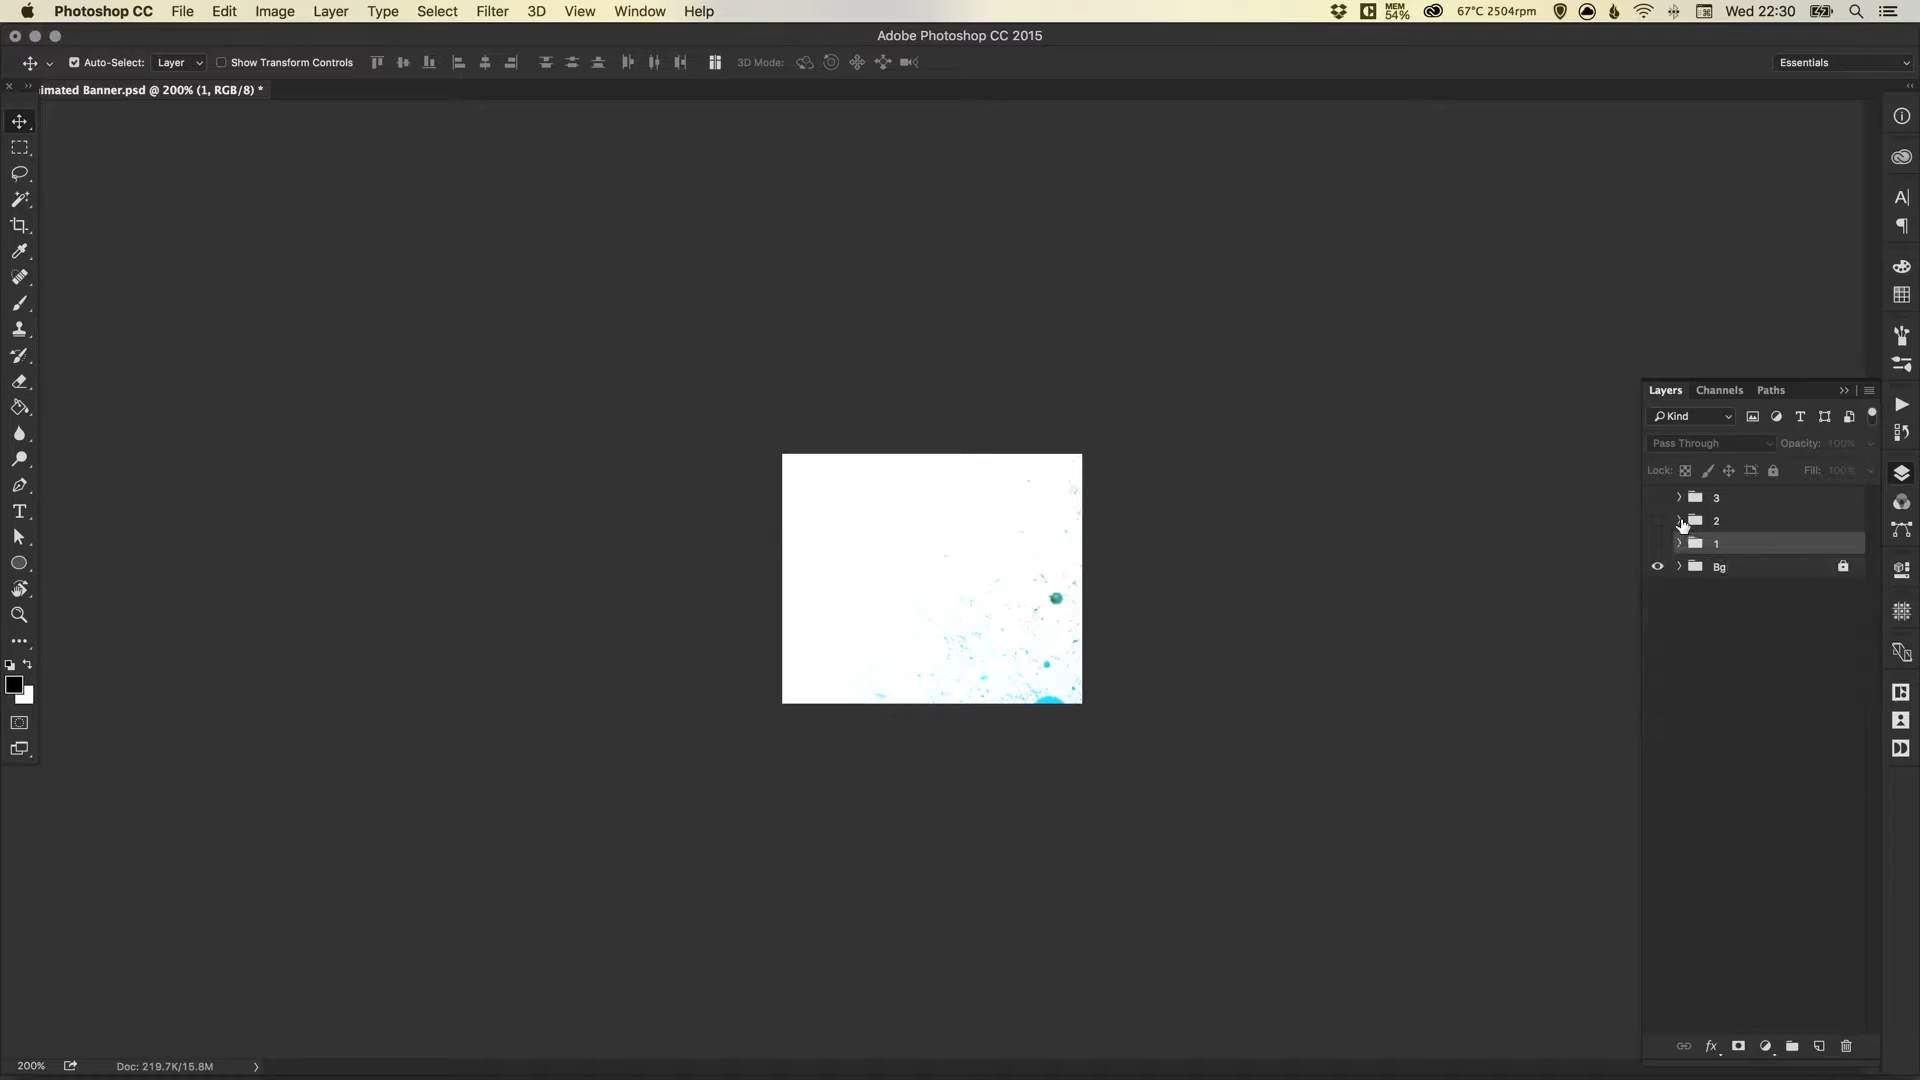 Photoshop CC File Edit Image Layer Type Select Filter 3D View Window Help MEM 54% 67°C 2504rpm Wed 22:30
Adobe Photoshop CC 2015
Auto-Select: Layer Show Transform Controls 3D Mode: Essentials
imated Banner.psd @ 200% (1, RGB/8) *
Layers Channels Paths
Kind
Pass Through Opacity: 100%
Lock: Fill: 100%
3
2
1
Bg
fx
200% Doc: 219.7K/15.8M